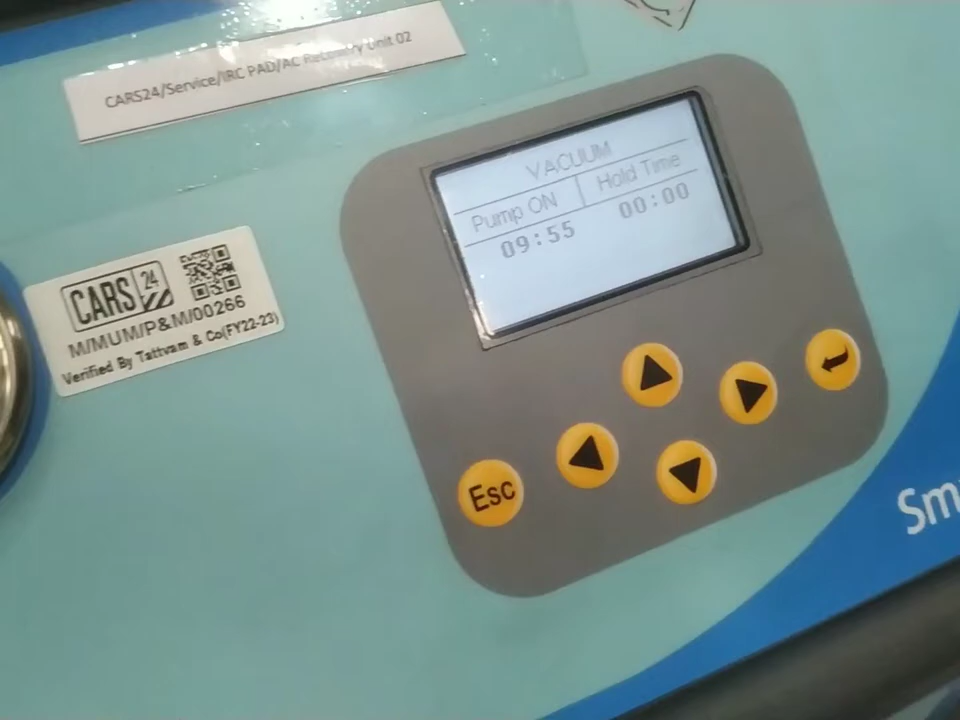 CARS24/Service/IRC PAD/AC Recovery Unit 02
VACUUM
Pump ON Hold Time
09:55 00:00
CARS 24
M/MUM/P&M/00266
Verified By Tattvam & Co(FY22-23)
Esc
Sm